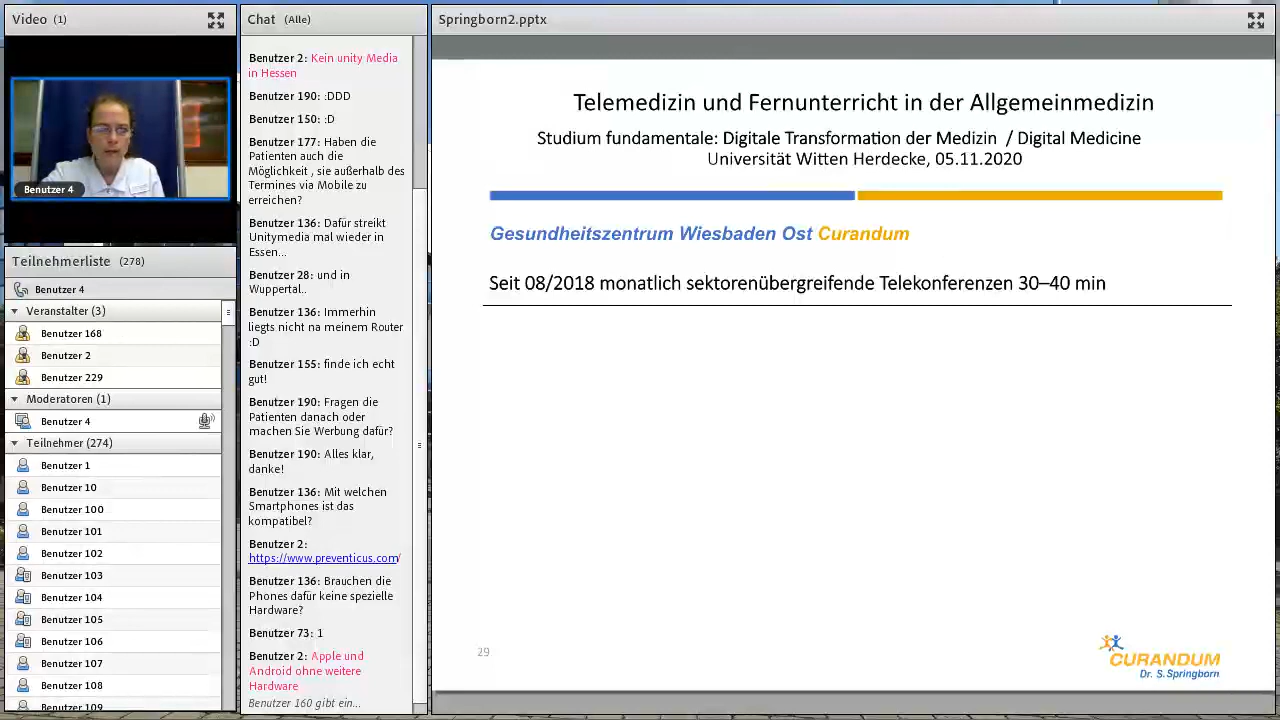 Video (1)
Benutzer 4
Teilnehmerliste (278)
Benutzer 4
Veranstalter (3)
Benutzer 168
Benutzer 2
Benutzer 229
Moderatoren (1)
Benutzer 4
Teilnehmer (274)
Benutzer 1
Benutzer 10
Benutzer 100
Benutzer 101
Benutzer 102
Benutzer 103
Benutzer 104
Benutzer 105
Benutzer 106
Benutzer 107
Benutzer 108
Benutzer 109
Chat (Alle)
Benutzer 2: Kein unity Media
in Hessen
Benutzer 190: :DDD
Benutzer 150: :D
Benutzer 177: Haben die
Patienten auch die
Möglichkeit , sie außerhalb des
Termines via Mobile zu
erreichen?
Benutzer 136: Dafür streikt
Unitymedia mal wieder in
Essen...
Benutzer 28: und in
Wuppertal..
Benutzer 136: Immerhin
liegts nicht na meinem Router
:D
Benutzer 155: finde ich echt
gut!
Benutzer 190: Fragen die
Patienten danach oder
machen Sie Werbung dafür?
Benutzer 190: Alles klar,
danke!
Benutzer 136: Mit welchen
Smartphones ist das
kompatibel?
Benutzer 2:
https://www.preventicus.com/
Benutzer 136: Brauchen die
Phones dafür keine spezielle
Hardware?
Benutzer 73: 1
Benutzer 2: Apple und
Android ohne weitere
Hardware
Benutzer 160 gibt ein...
Springborn2.pptx
Telemedizin und Fernunterricht in der Allgemeinmedizin
Studium fundamentale: Digitale Transformation der Medizin / Digital Medicine
Universität Witten Herdecke, 05.11.2020
Gesundheitszentrum Wiesbaden Ost Curandum
Seit 08/2018 monatlich sektorenübergreifende Telekonferenzen 30–40 min
29
CURANDUM
Dr. S.Springborn